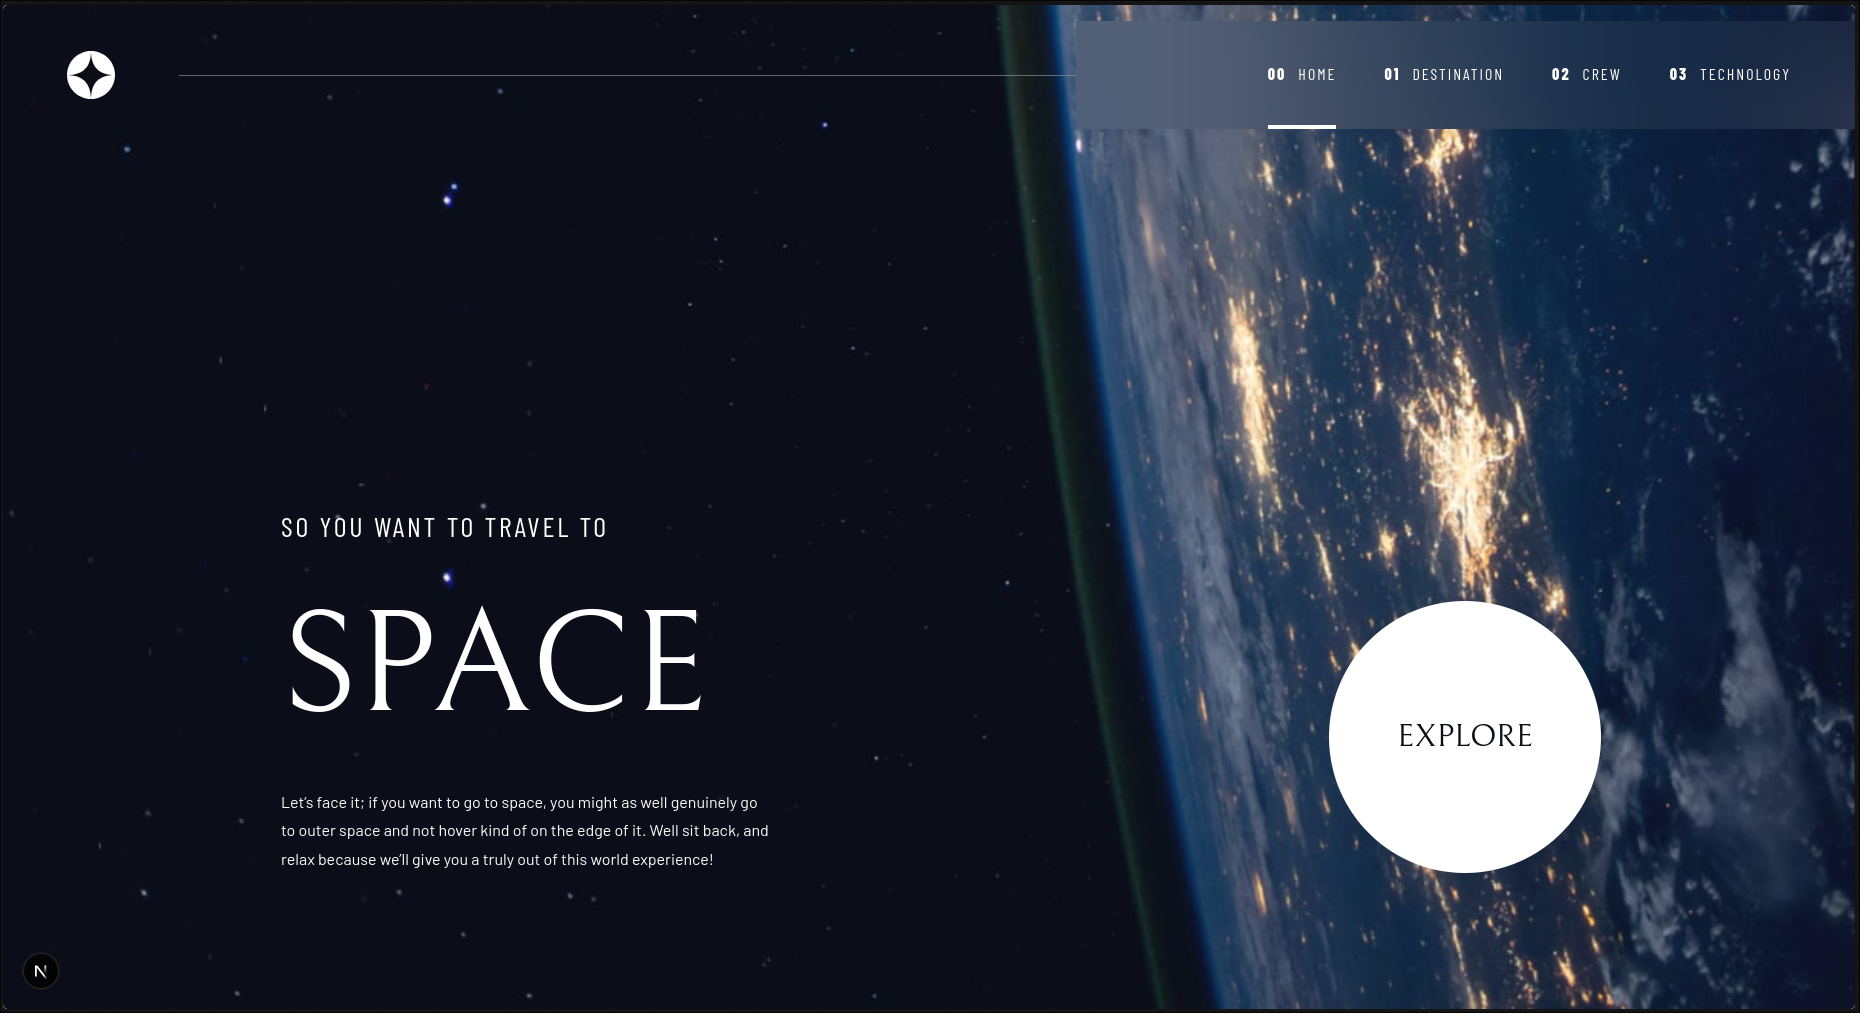 00 HOME 01 DESTINATION 02 CREW 03 TECHNOLOGY
SO YOU WANT TO TRAVEL TO
SPACE
EXPLORE
Let’s face it; if you want to go to space, you might as well genuinely go
to outer space and not hover kind of on the edge of it. Well sit back, and
relax because we’ll give you a truly out of this world experience!
N